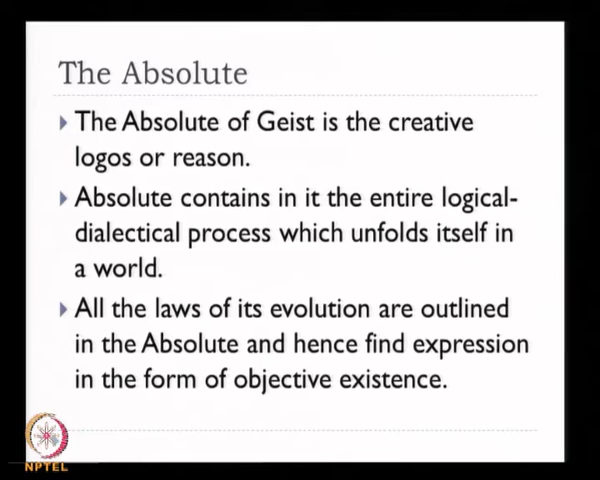 The Absolute
The Absolute of Geist is the creative
logos or reason.
Absolute contains in it the entire logical-
dialectical process which unfolds itself in
a world.
All the laws of its evolution are outlined
in the Absolute and hence find expression
in the form of objective existence.
NPTEL